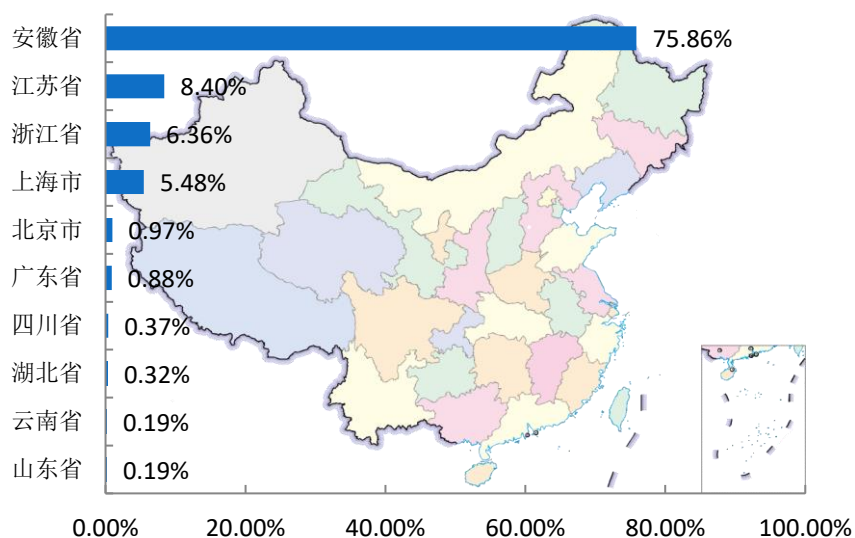 安徽省 75.86%
江苏省 8.40%
浙江省 6.36%
上海市 5.48%
北京市 0.97%
广东省 0.88%
四川省 0.37%
湖北省 0.32%
云南省 0.19%
山东省 0.19%
0.00% 20.00% 40.00% 60.00% 80.00% 100.00%